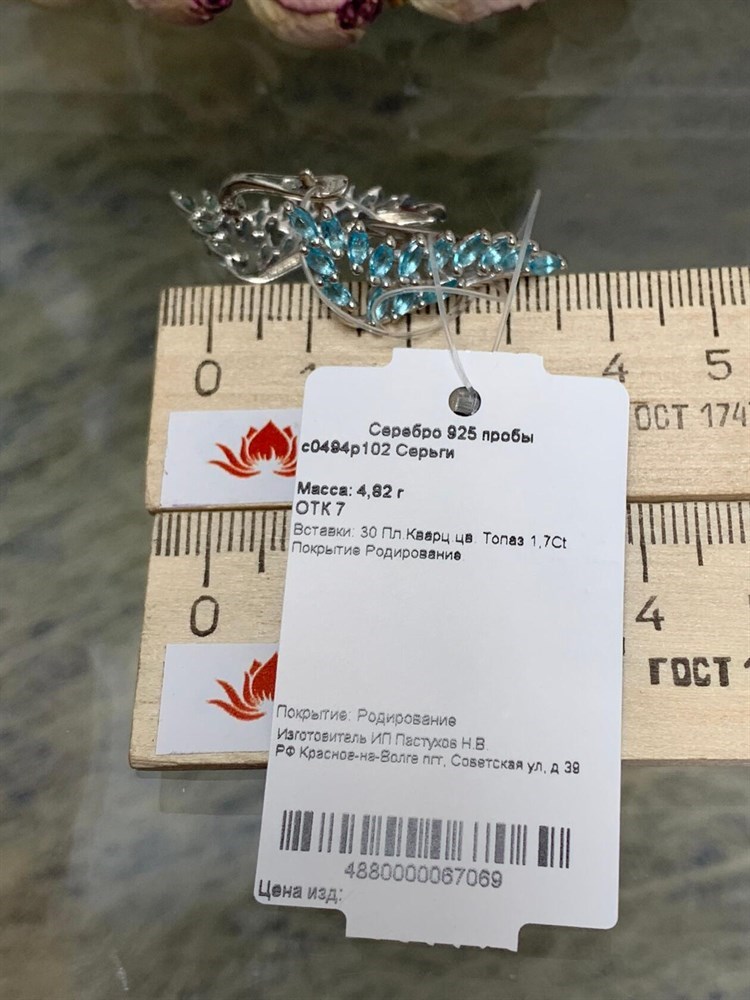 0
4
5
ОСТ 174
Серебро 925 пробы
с0494р102 Серьги
Масса: 4,82 г
ОТК 7
Вставки: 30 Пл.Кварц цв. Топаз 1,7Ct
Покрытие Родирование
0
4
ГОСТ 1
Покрытие: Родирование
Изготовитель ИП Пастухов Н.В.
РФ Красное-на-Волге пгт, Советская ул, д 39
4880000067069
Цена изд: